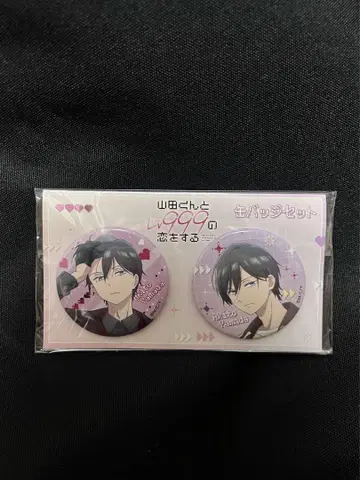 山田くんと
Lv999の
恋をする
缶バッジセット
Akito Yamada
Akito Yamada